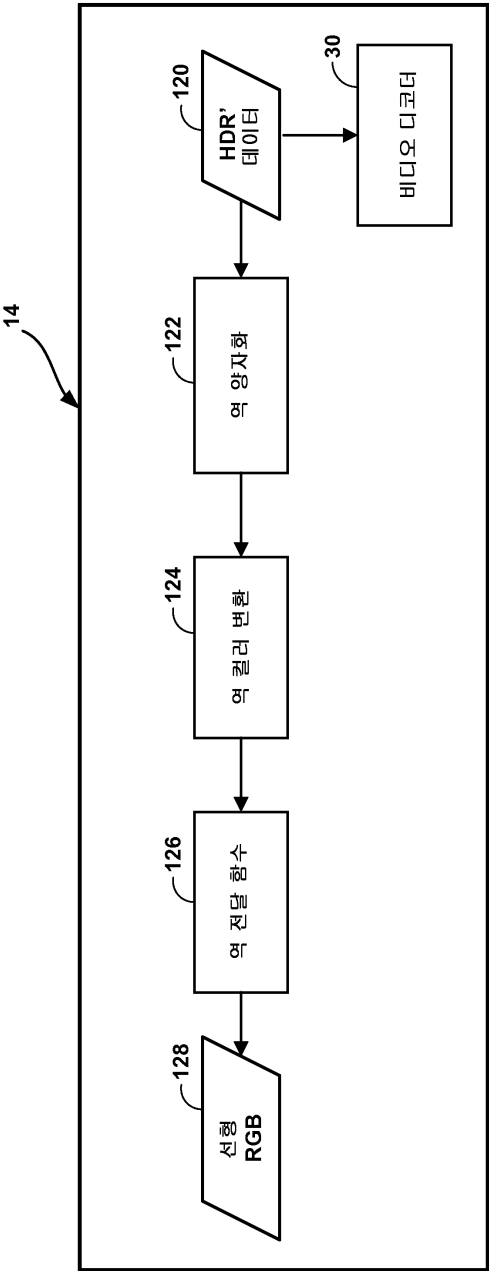 14
128
선형
RGB
126
역 전달 함수
124
역 컬러 변환
122
역 양자화
120
HDR’
데이터
30
비디오 디코더